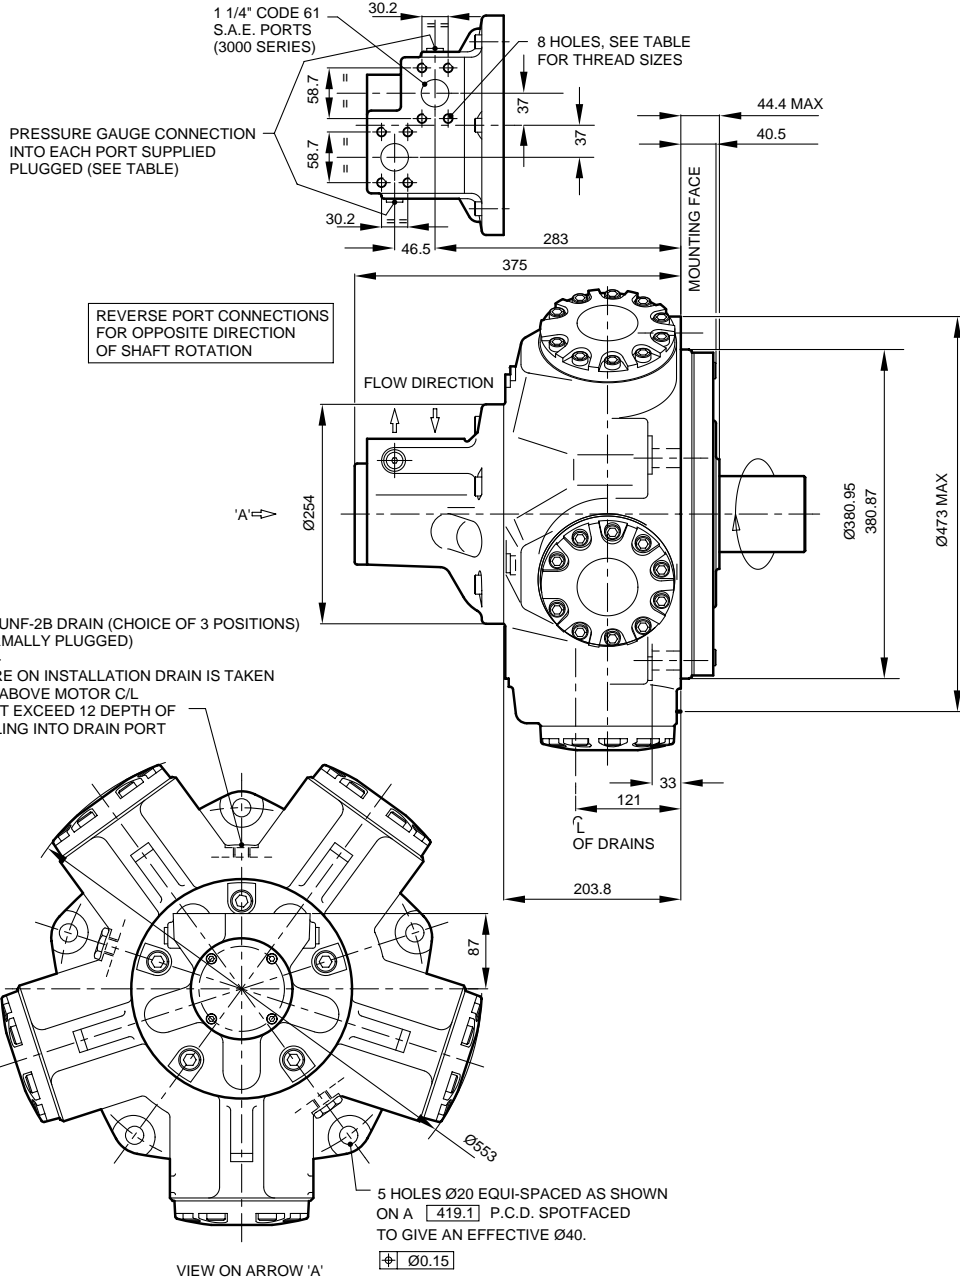 1 1/4" CODE 61
S.A.E. PORTS
(3000 SERIES)
30.2
8 HOLES, SEE TABLE
FOR THREAD SIZES
58.7
=
=
37
44.4 MAX
40.5
PRESSURE GAUGE CONNECTION
INTO EACH PORT SUPPLIED
PLUGGED (SEE TABLE)
58.7
=
=
37
30.2
46.5
283
375
MOUNTING FACE
REVERSE PORT CONNECTIONS
FOR OPPOSITE DIRECTION
OF SHAFT ROTATION
FLOW DIRECTION
'A'
Ø254
Ø380.95
380.87
Ø473 MAX
UNF-2B DRAIN (CHOICE OF 3 POSITIONS)
MALLY PLUGGED)
RE ON INSTALLATION DRAIN IS TAKEN
ABOVE MOTOR C/L
T EXCEED 12 DEPTH OF
LING INTO DRAIN PORT
33
121
CL
OF DRAINS
203.8
87
Ø553
5 HOLES Ø20 EQUI-SPACED AS SHOWN
ON A 419.1 P.C.D. SPOTFACED
TO GIVE AN EFFECTIVE Ø40.
⌖ Ø0.15
VIEW ON ARROW 'A'